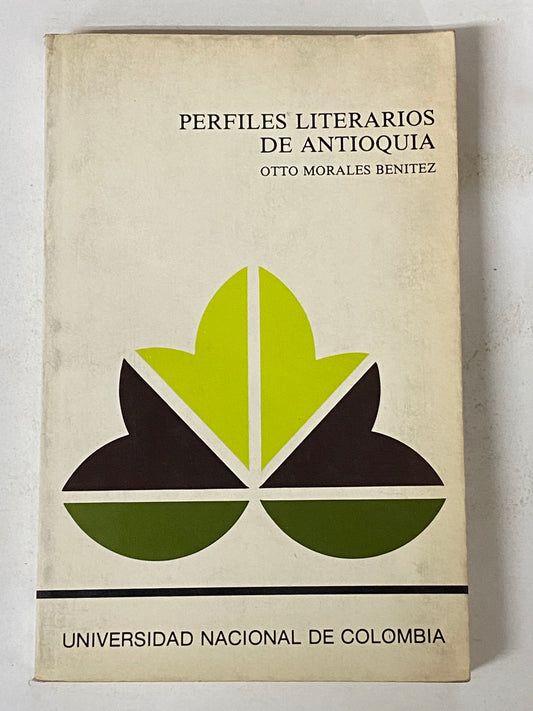 PERFILES LITERARIOS
DE ANTIOQUIA
OTTO MORALES BENITEZ
UNIVERSIDAD NACIONAL DE COLOMBIA